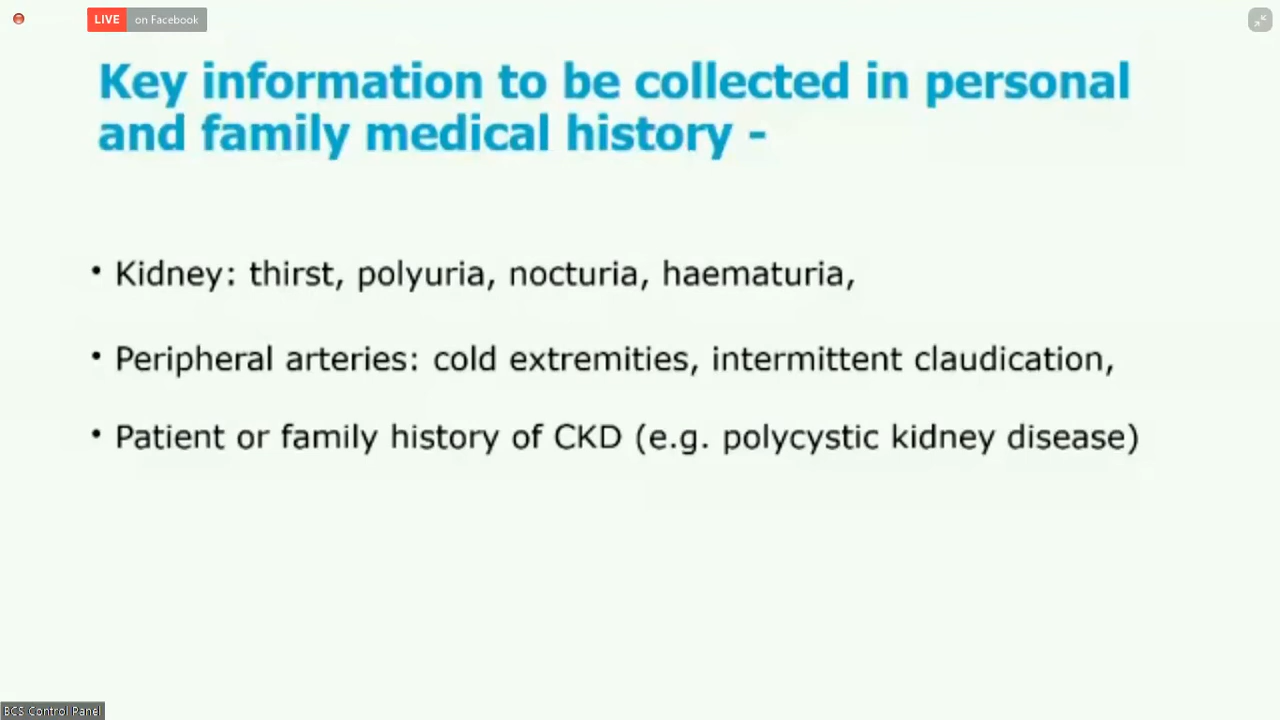 LIVE on Facebook
Key information to be collected in personal
and family medical history -
• Kidney: thirst, polyuria, nocturia, haematuria,
• Peripheral arteries: cold extremities, intermittent claudication,
• Patient or family history of CKD (e.g. polycystic kidney disease)
BCS Control Panel